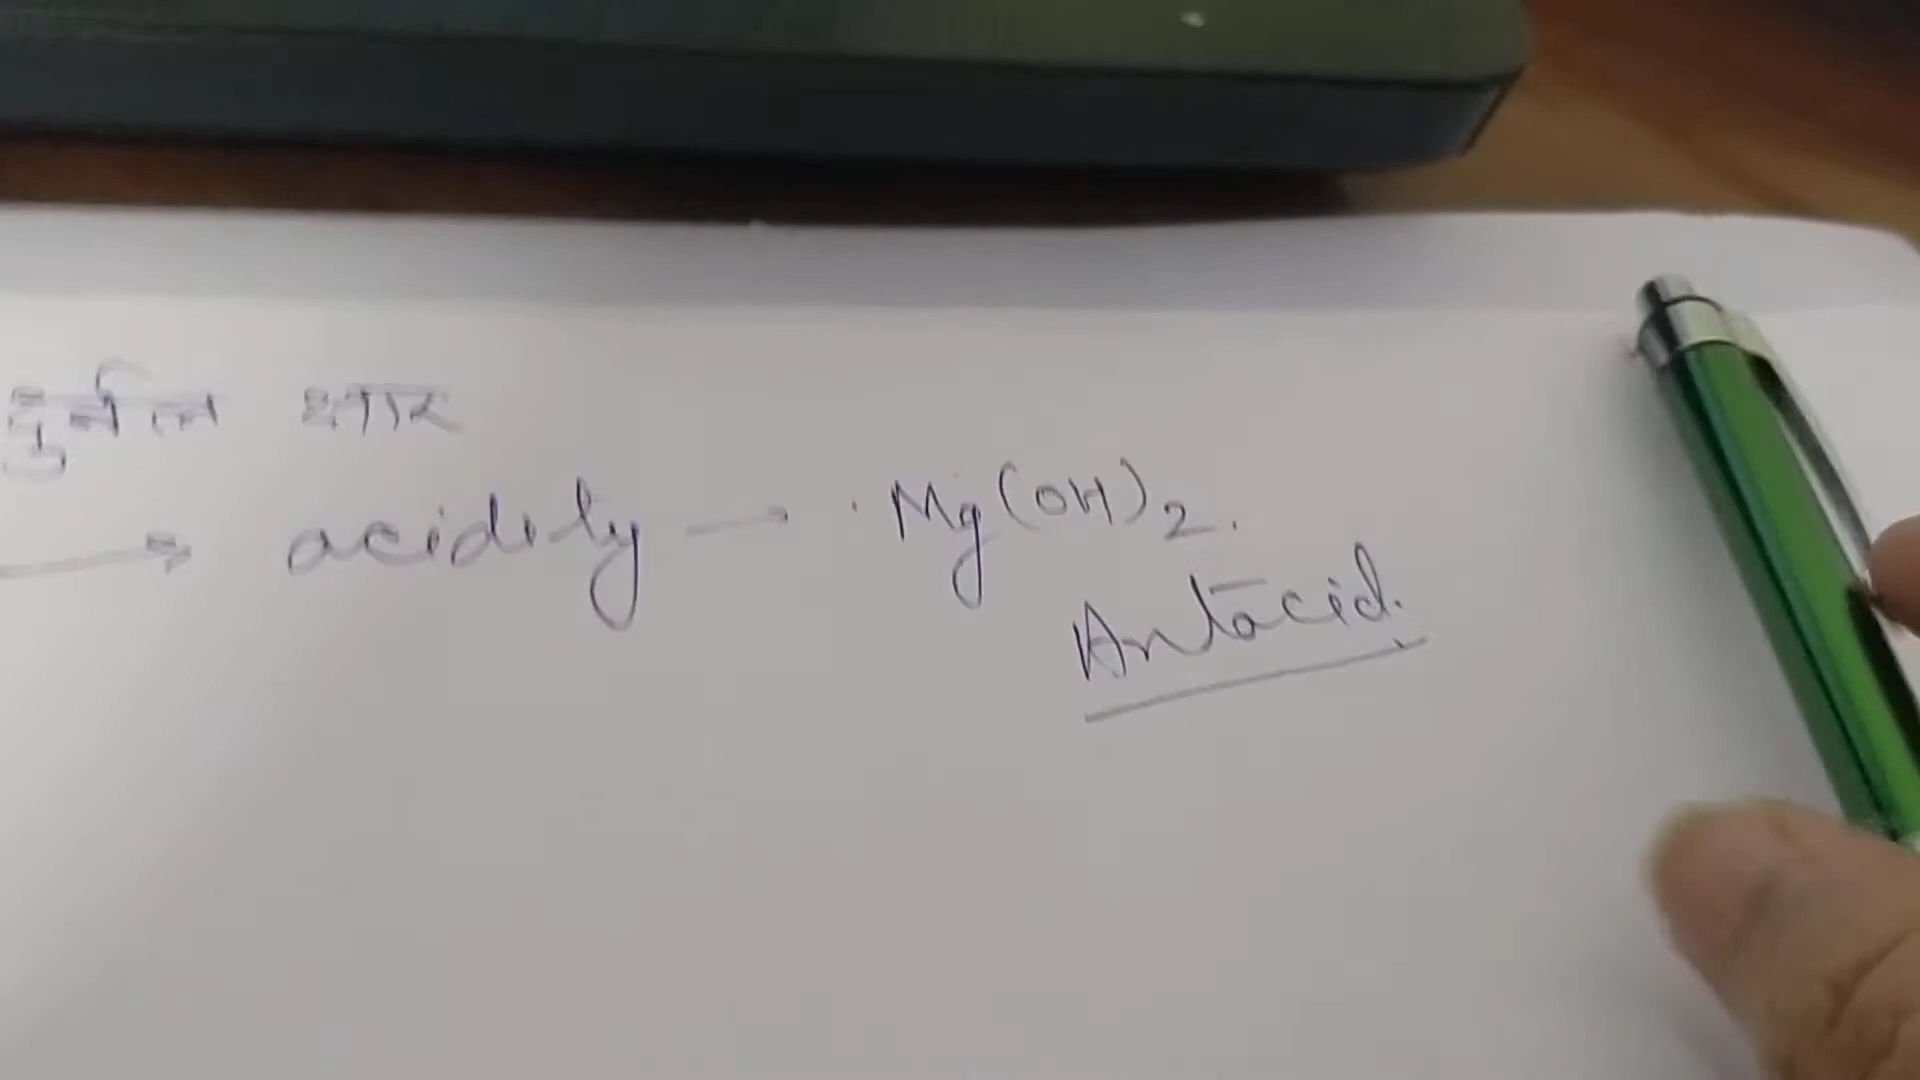 दुर्बल क्षार
→ acidity → Mg(OH)2.
Antacid.